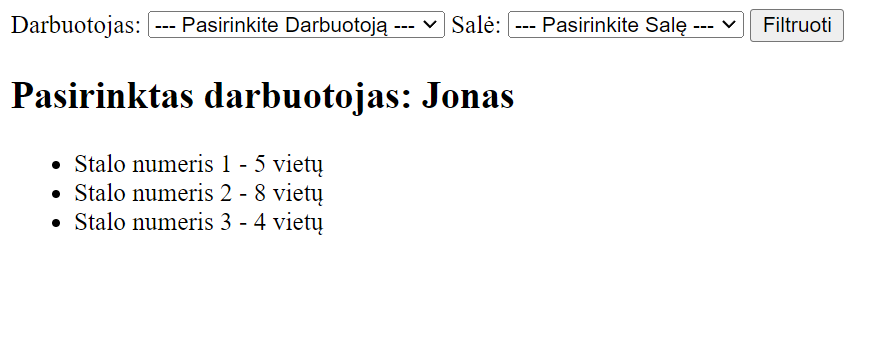 Darbuotojas: --- Pasirinkite Darbuotoją --- Salė: --- Pasirinkite Salę --- Filtruoti
Pasirinktas darbuotojas: Jonas
Stalo numeris 1 - 5 vietų
Stalo numeris 2 - 8 vietų
Stalo numeris 3 - 4 vietų